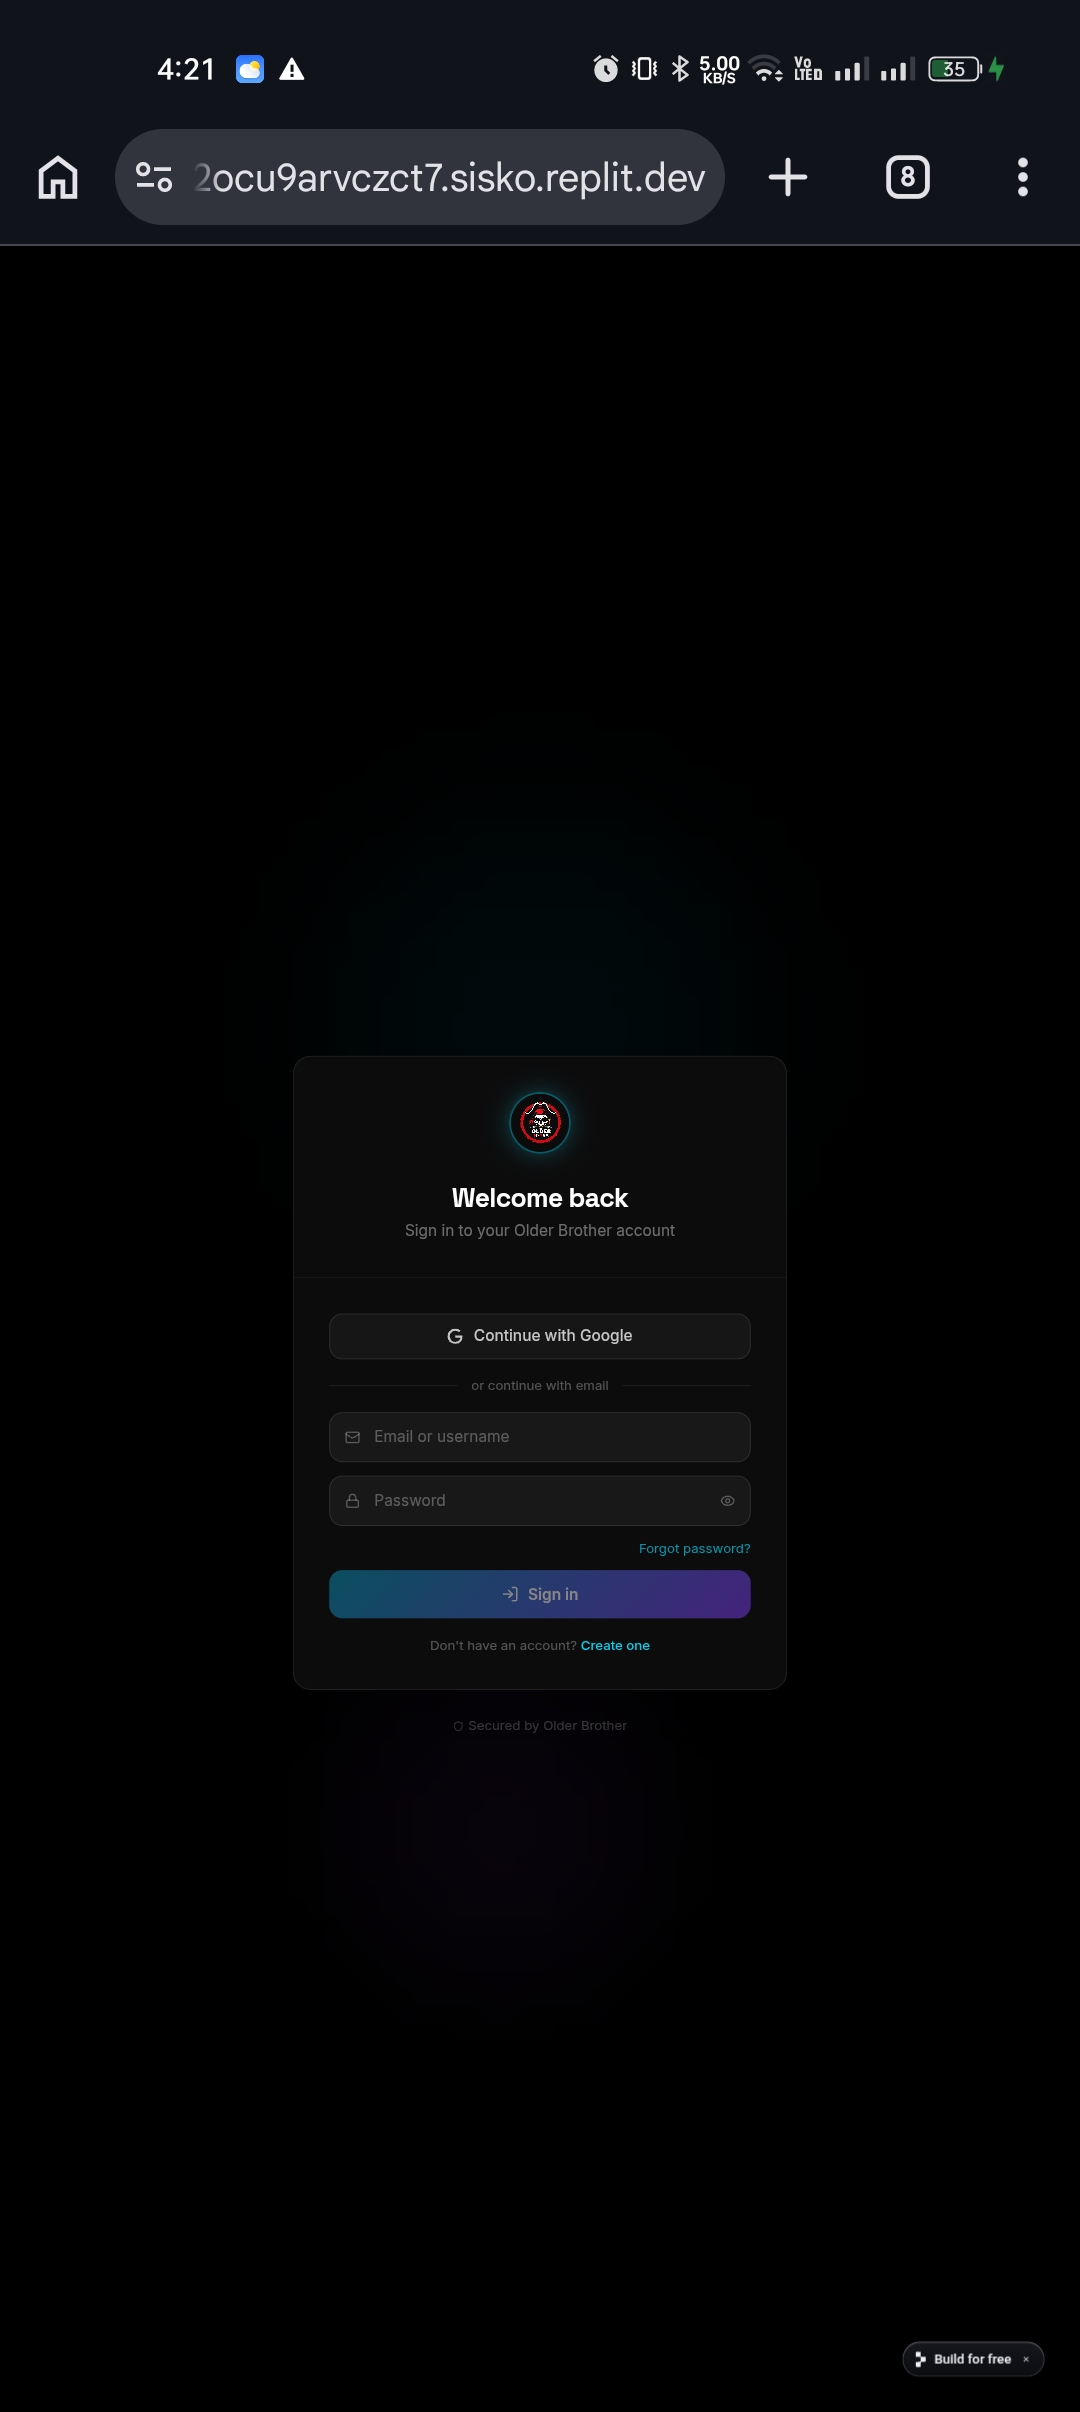 4:21
5.00
KB/S
Vo
LTE
35
2ocu9arvczct7.sisko.replit.dev
8
OLDER
Welcome back
Sign in to your Older Brother account
Continue with Google
or continue with email
Email or username
Password
Forgot password?
Sign in
Don't have an account? Create one
Secured by Older Brother
Build for free ×